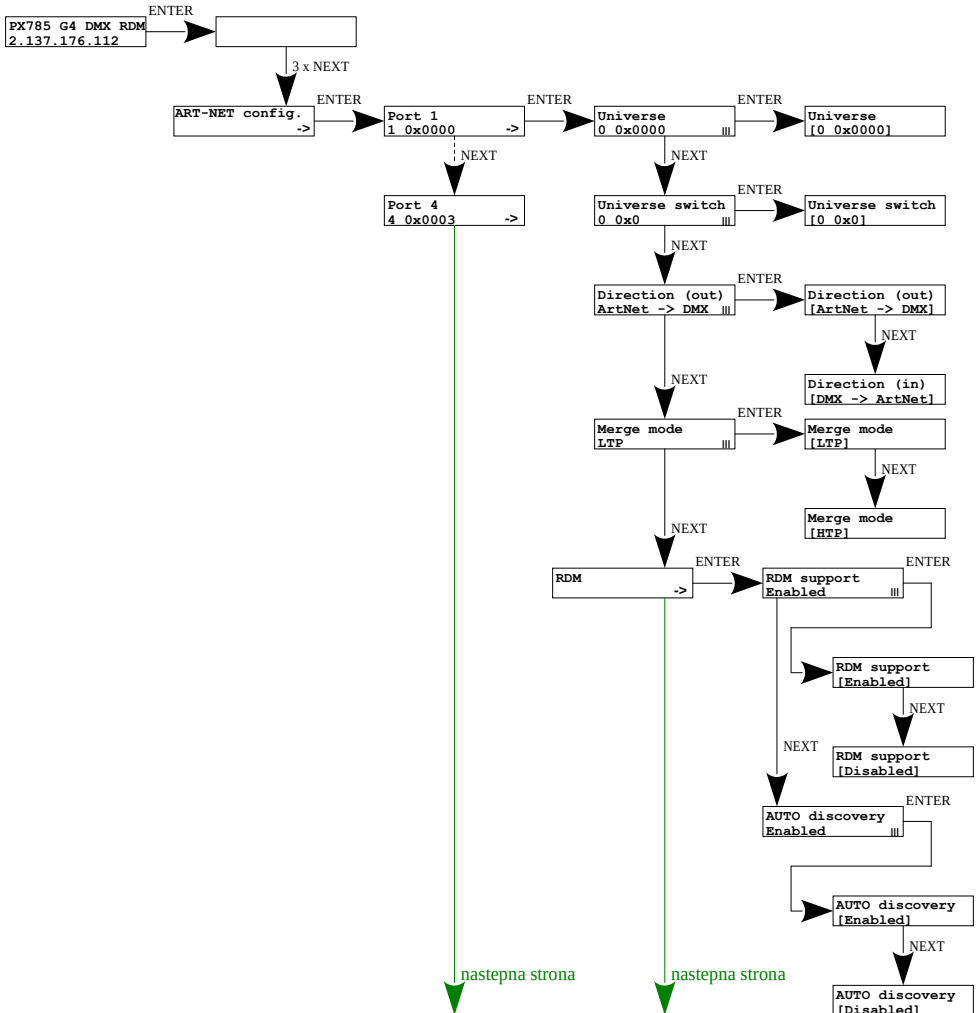 ENTER
PX785 G4 DMX RDM
2.137.176.112
3 x NEXT
ART-NET config.
->
ENTER
Port 1
1 0x0000 ->
ENTER
Universe
0 0x0000
ENTER
Universe
[0 0x0000]
NEXT
NEXT
Port 4
4 0x0003 ->
Universe switch
0 0x0
ENTER
Universe switch
[0 0x0]
NEXT
Direction (out)
ArtNet -> DMX
ENTER
Direction (out)
[ArtNet -> DMX]
NEXT
Direction (in)
[DMX -> ArtNet]
NEXT
Merge mode
LTP
ENTER
Merge mode
[LTP]
NEXT
Merge mode
[HTP]
NEXT
RDM
->
ENTER
RDM support
Enabled
ENTER
RDM support
[Enabled]
NEXT
RDM support
[Disabled]
NEXT
AUTO discovery
Enabled
ENTER
AUTO discovery
[Enabled]
NEXT
AUTO discovery
[Disabled]
nastepna strona
nastepna strona